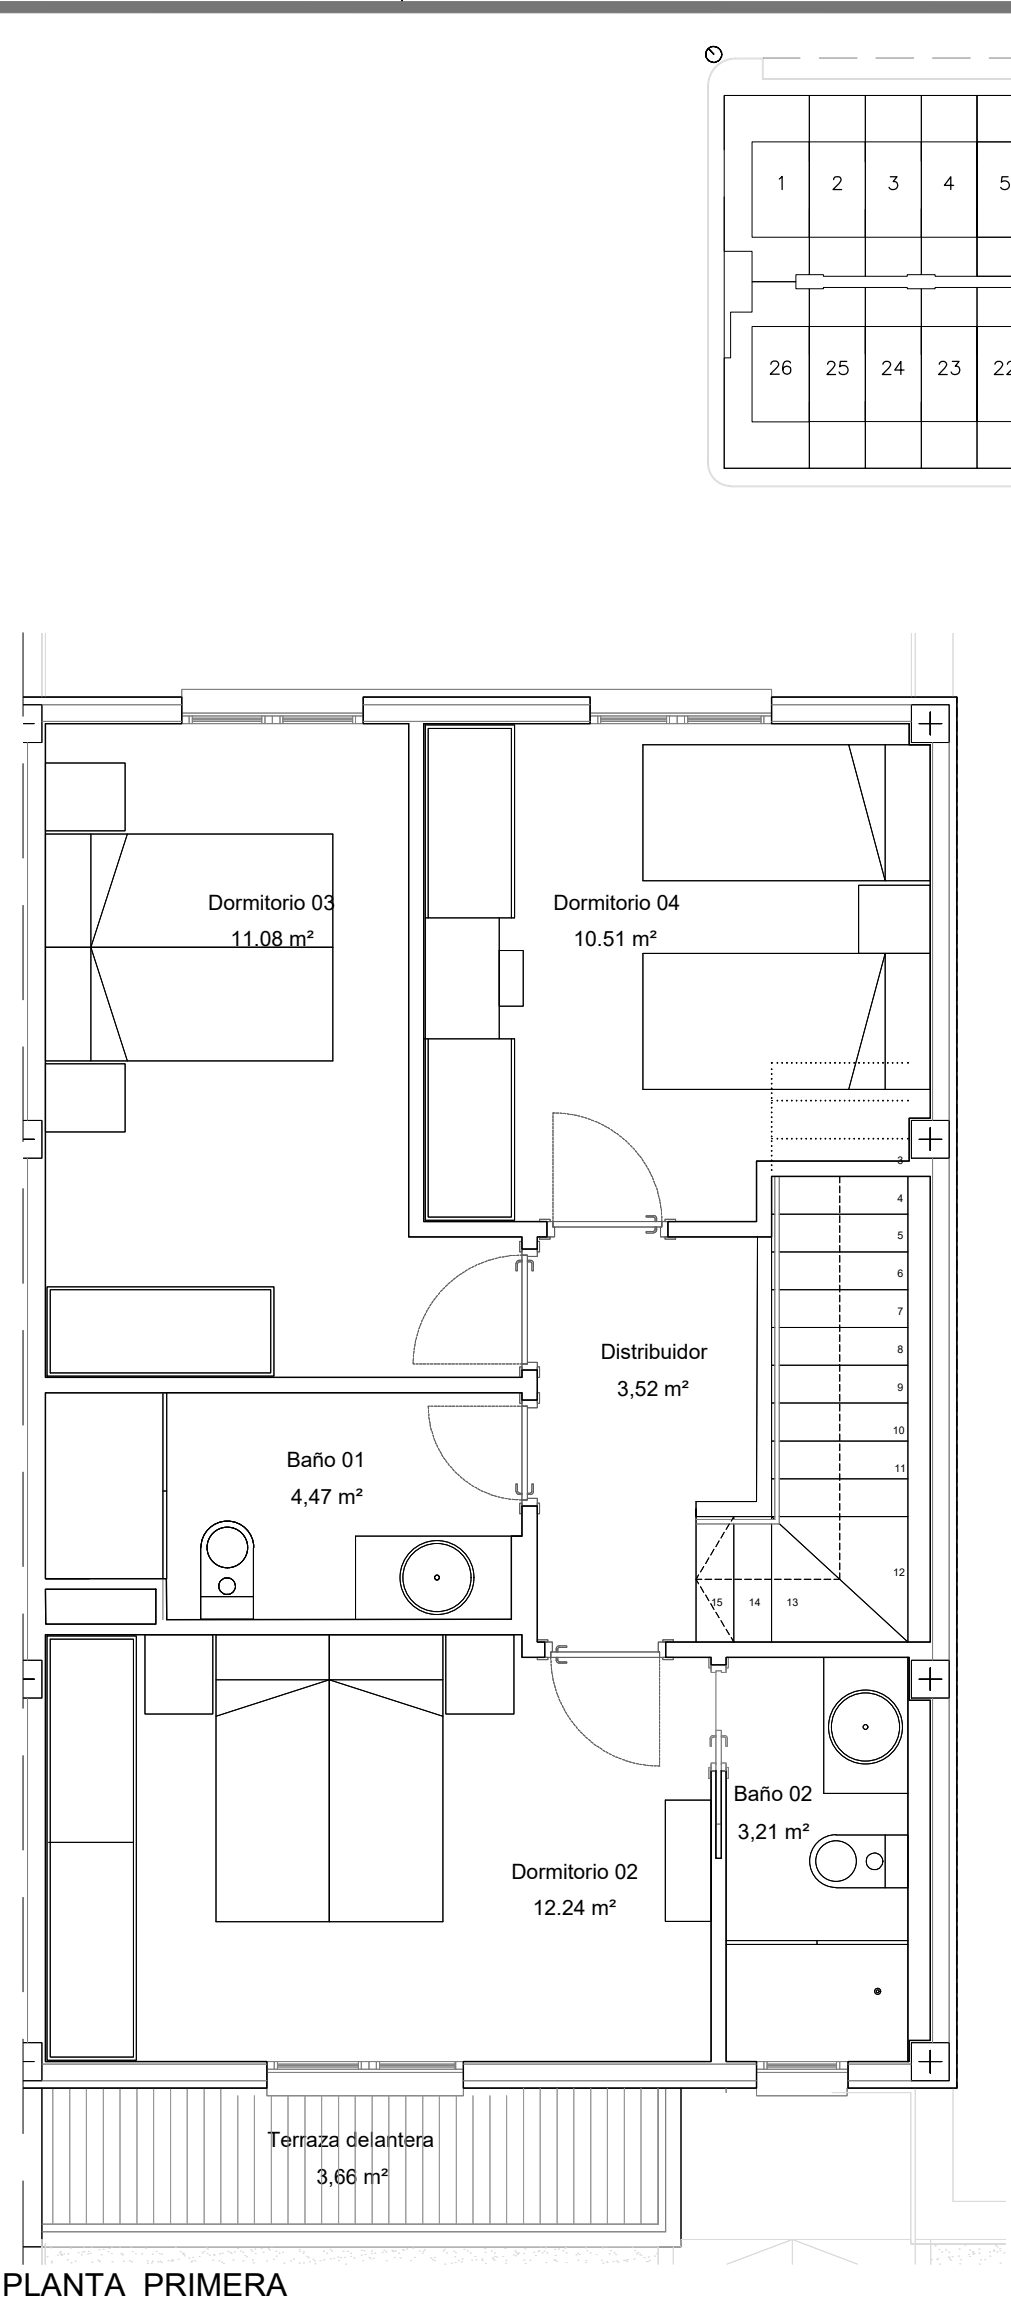 1 2 3 4 5
26 25 24 23 22
Dormitorio 03
11.08 m²
Dormitorio 04
10.51 m²
3
4
5
6
7
8
9
10
11
12
13
14
15
Distribuidor
3,52 m²
Baño 01
4,47 m²
Baño 02
3,21 m²
Dormitorio 02
12.24 m²
Terraza delantera
3,66 m²
PLANTA PRIMERA